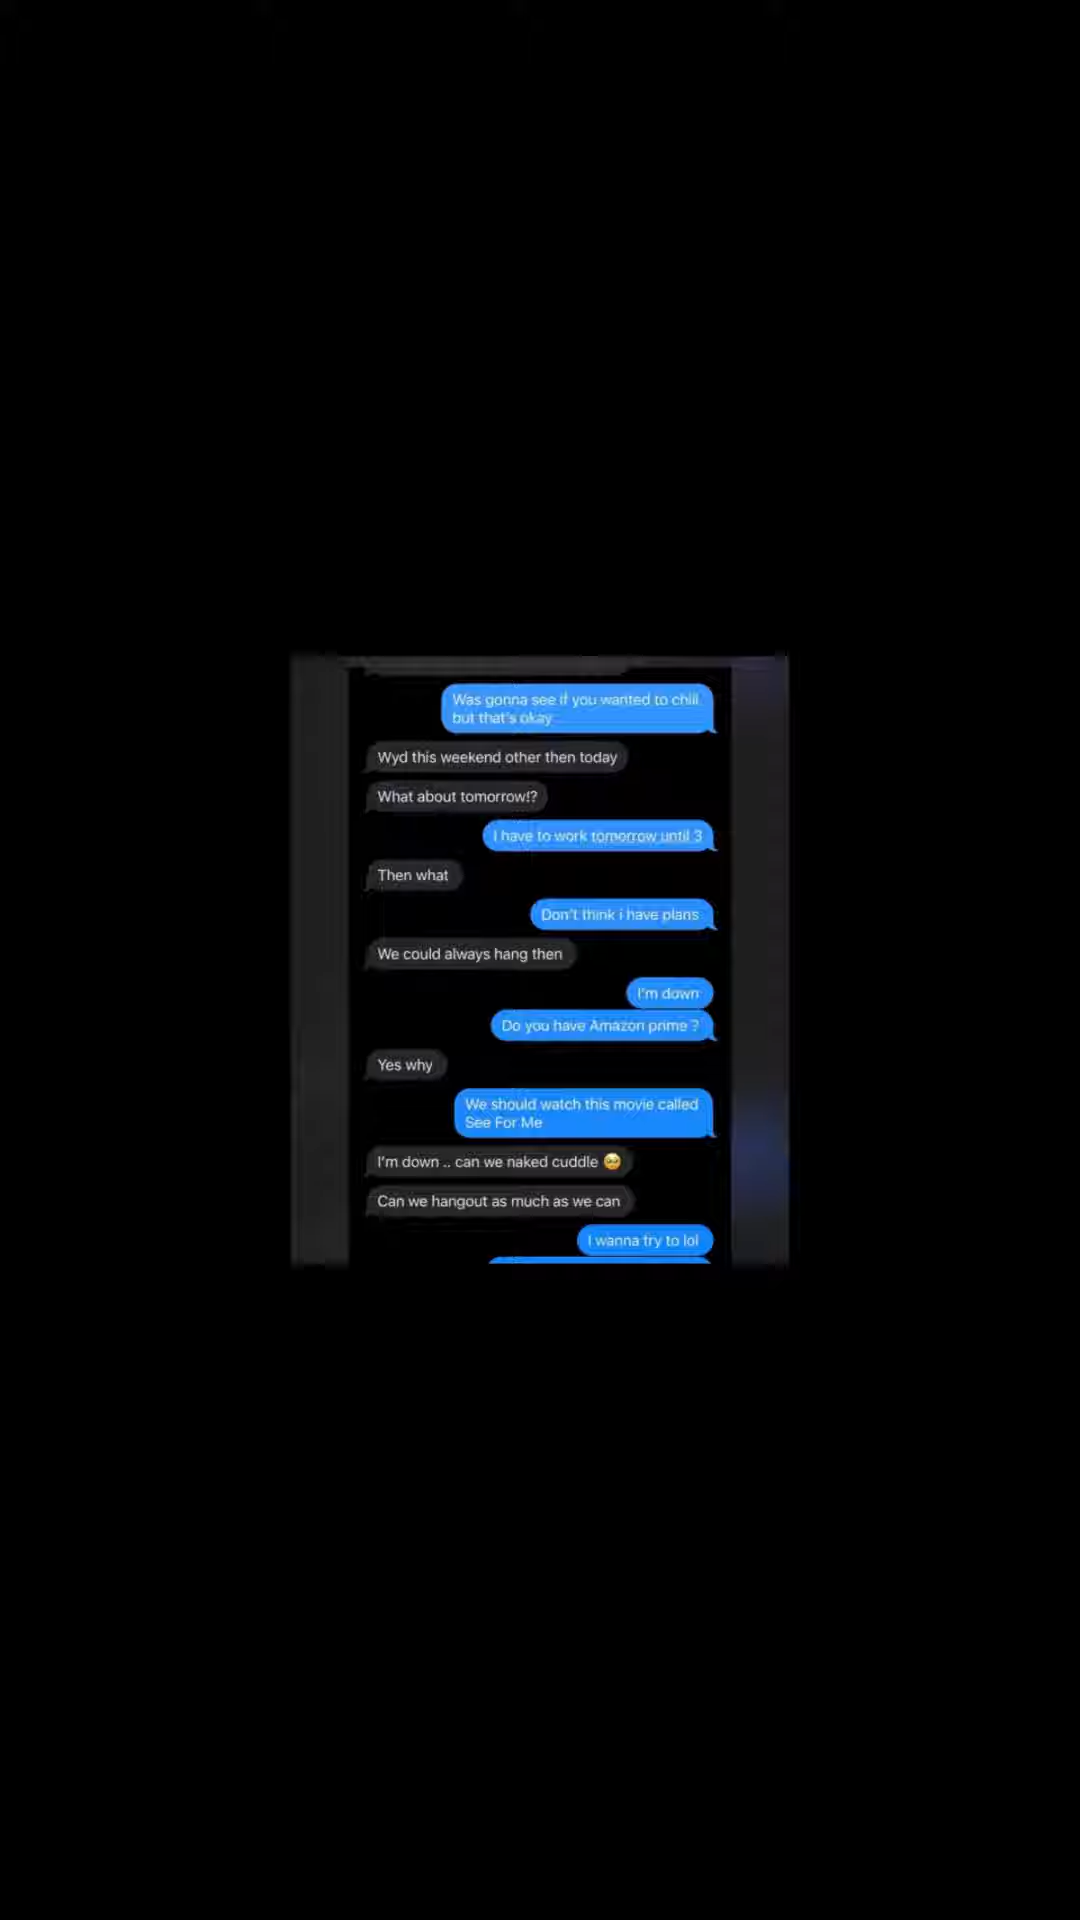 Was gonna see if you wanted to chill
but that's okay
Wyd this weekend other then today
What about tomorrow!?
I have to work tomorrow until 3
Then what
Don't think i have plans
We could always hang then
I'm down
Do you have Amazon prime ?
Yes why
We should watch this movie called
See For Me
I'm down .. can we naked cuddle 🥺
Can we hangout as much as we can
I wanna try to lol